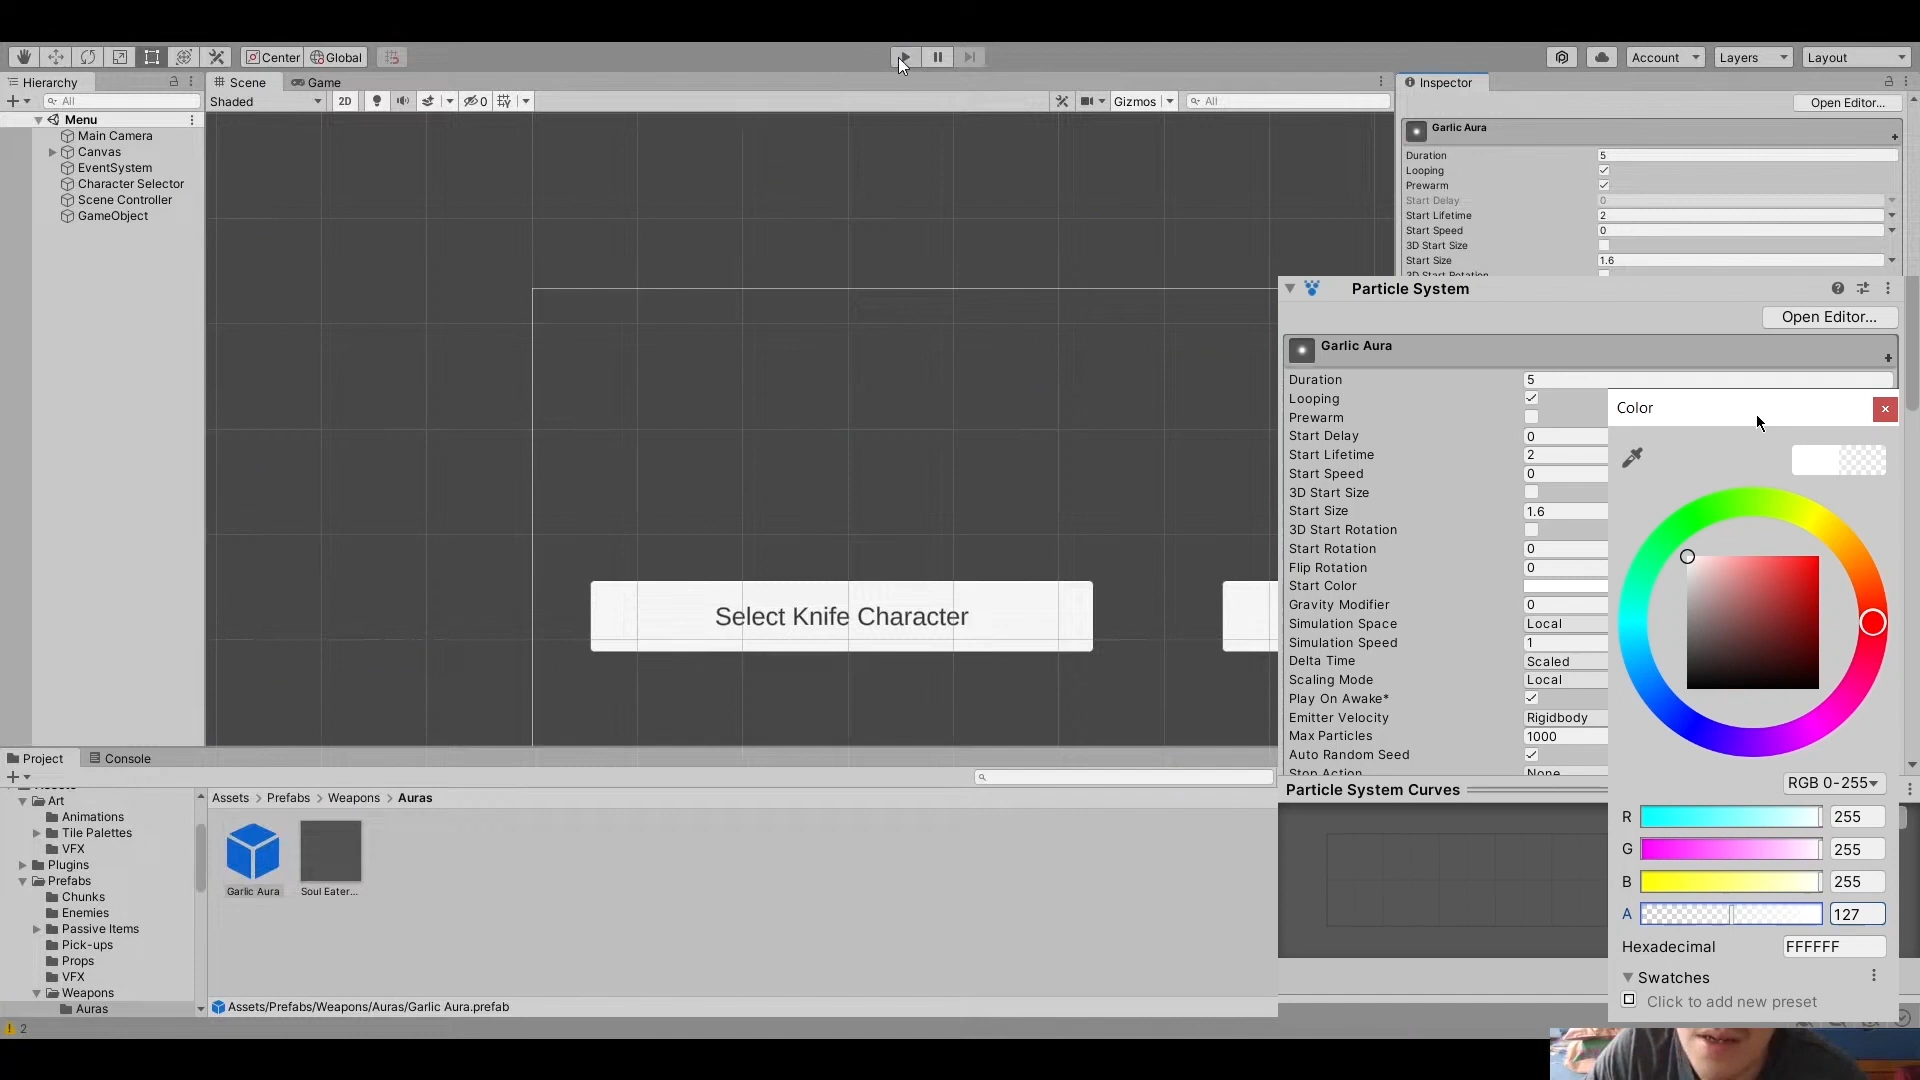 Center Global Account Layers Layout
Hierarchy
All
Menu
Main Camera
Canvas
EventSystem
Character Selector
Scene Controller
GameObject
Scene Game
Shaded 2D 0 Gizmos All
Select Knife Character
Inspector
Open Editor...
Garlic Aura
Duration 5
Looping
Prewarm
Start Delay 0
Start Lifetime 2
Start Speed 0
3D Start Size
Start Size 1.6
3D Start Rotation
Particle System
Open Editor...
Garlic Aura
Duration 5
Looping
Prewarm
Start Delay 0
Start Lifetime 2
Start Speed 0
3D Start Size
Start Size 1.6
3D Start Rotation
Start Rotation 0
Flip Rotation 0
Start Color
Gravity Modifier 0
Simulation Space Local
Simulation Speed 1
Delta Time Scaled
Scaling Mode Local
Play On Awake*
Emitter Velocity Rigidbody
Max Particles 1000
Auto Random Seed
Stop Action None
Particle System Curves
Color
RGB 0-255
R 255
G 255
B 255
A 127
Hexadecimal FFFFFF
Swatches
Click to add new preset
Project Console
Assets
Art
Animations
Tile Palettes
VFX
Plugins
Prefabs
Chunks
Enemies
Passive Items
Pick-ups
Props
VFX
Weapons
Auras
Assets > Prefabs > Weapons > Auras
Garlic Aura Soul Eater...
Assets/Prefabs/Weapons/Auras/Garlic Aura.prefab
2